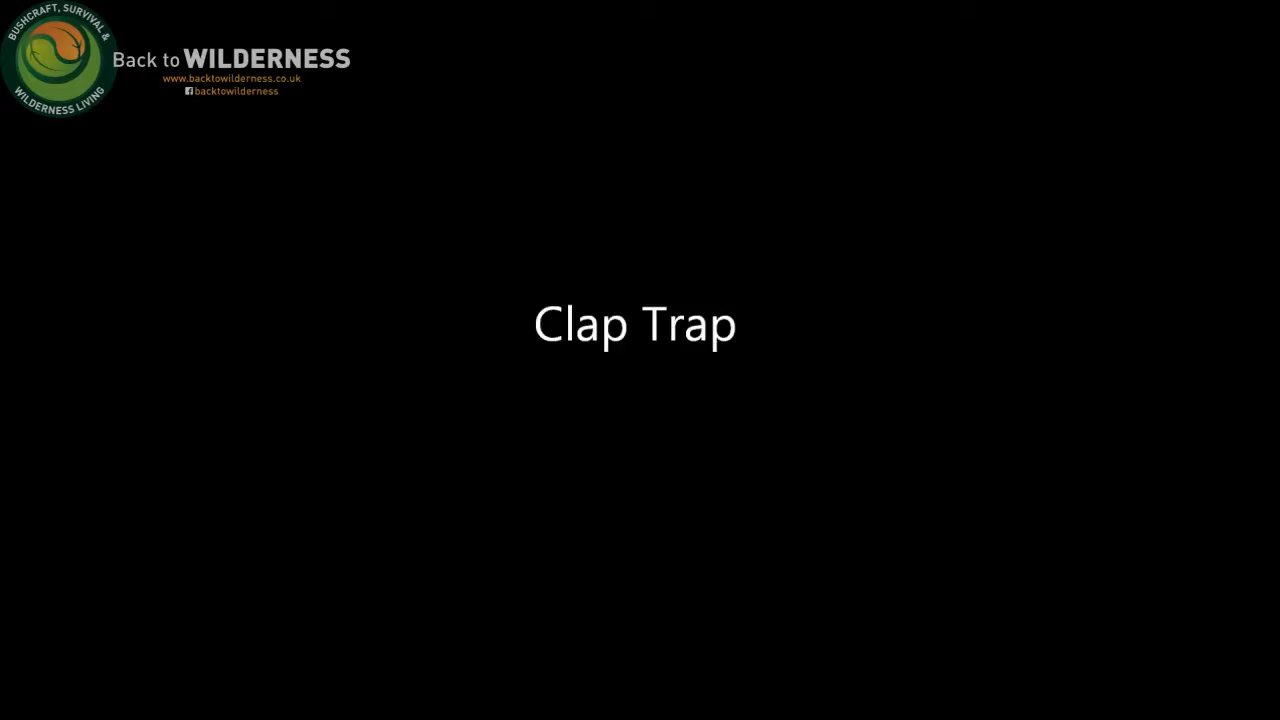 BUSHCRAFT, SURVIVAL &
WILDERNESS LIVING
Back to WILDERNESS
www.backtowilderness.co.uk
backtowilderness
Clap Trap